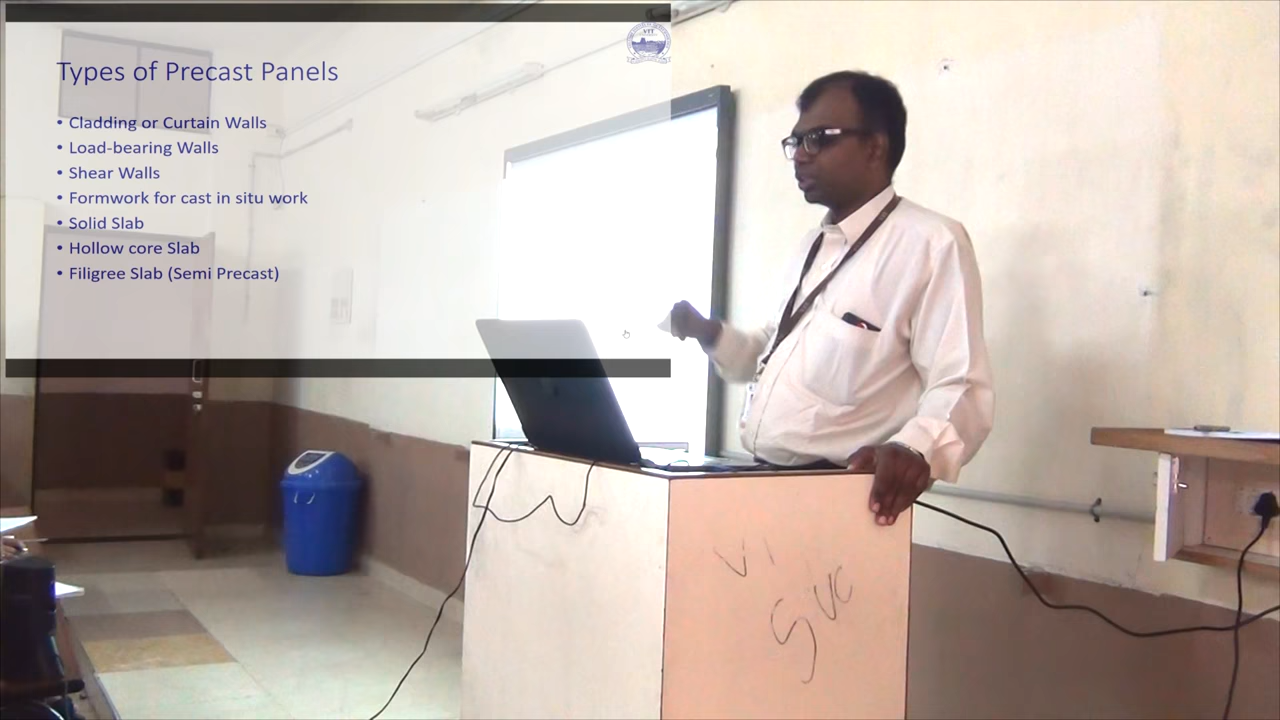 VIT
Types of Precast Panels
• Cladding or Curtain Walls
• Load-bearing Walls
• Shear Walls
• Formwork for cast in situ work
• Solid Slab
• Hollow core Slab
• Filigree Slab (Semi Precast)